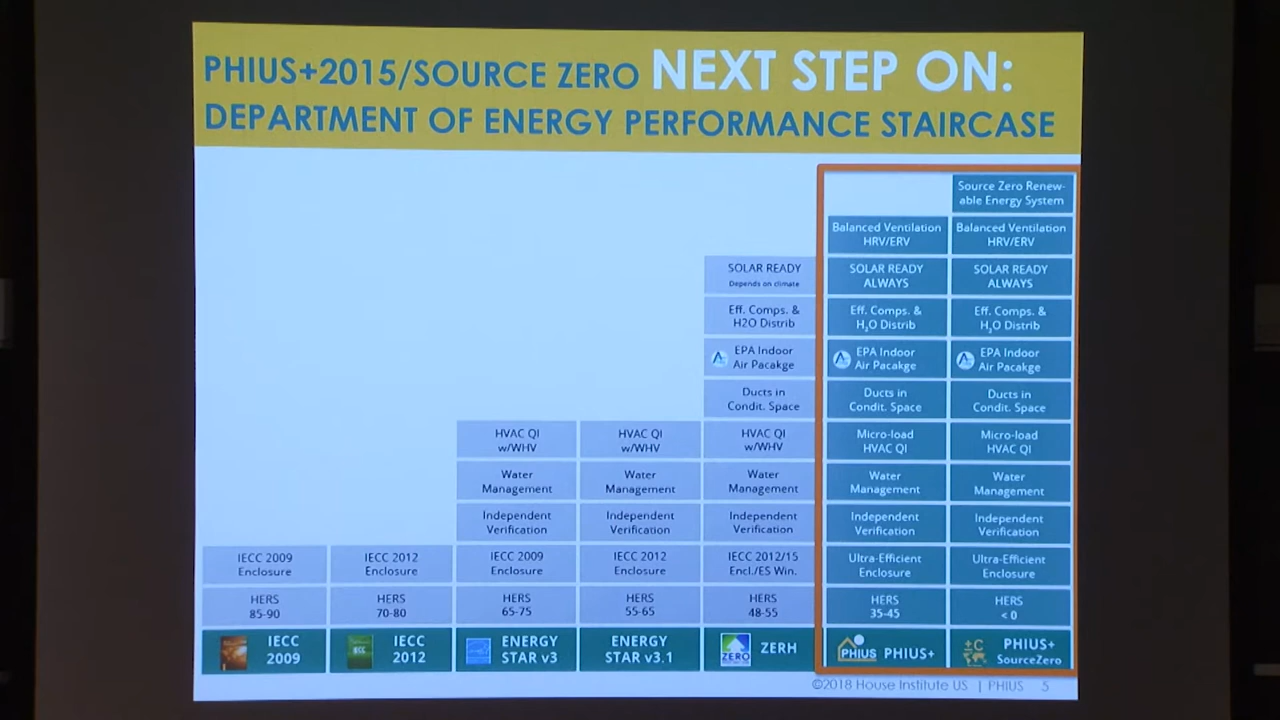 PHIUS+2015/SOURCE ZERO NEXT STEP ON:
DEPARTMENT OF ENERGY PERFORMANCE STAIRCASE
Source Zero Renew-
able Energy System
Balanced Ventilation
HRV/ERV
Balanced Ventilation
HRV/ERV
SOLAR READY
Depends on climate
SOLAR READY
ALWAYS
SOLAR READY
ALWAYS
Eff. Comps. &
H2O Distrib
Eff. Comps. &
H₂O Distrib
Eff. Comps. &
H₂O Distrib
EPA Indoor
Air Pacakge
EPA Indoor
Air Pacakge
EPA Indoor
Air Pacakge
Ducts in
Condit. Space
Ducts in
Condit. Space
Ducts in
Condit. Space
HVAC QI
w/WHV
HVAC QI
w/WHV
HVAC QI
w/WHV
Micro-load
HVAC QI
Micro-load
HVAC QI
Water
Management
Water
Management
Water
Management
Water
Management
Water
Management
Independent
Verification
Independent
Verification
Independent
Verification
Independent
Verification
Independent
Verification
IECC 2009
Enclosure
IECC 2012
Enclosure
IECC 2009
Enclosure
IECC 2012
Enclosure
IECC 2012/15
Encl./ES Win.
Ultra-Efficient
Enclosure
Ultra-Efficient
Enclosure
HERS
85-90
HERS
70-80
HERS
65-75
HERS
55-65
HERS
48-55
HERS
35-45
HERS
< 0
IECC
2009
IECC
2012
ENERGY
STAR v3
ENERGY
STAR v3.1
ZERO
ZERH
PHIUS
PHIUS+
±C
PHIUS+
SourceZero
©2018 House Institute US | PHIUS 5